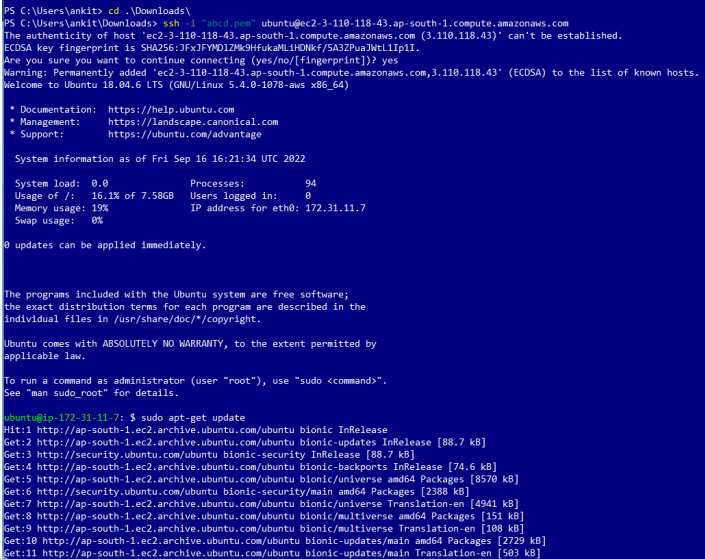 PS C:\Users\ankit> cd .\Downloads\
PS C:\Users\ankit\Downloads> ssh -i "abcd.pem" ubuntu@ec2-3-110-118-43.ap-south-1.compute.amazonaws.com
The authenticity of host 'ec2-3-110-118-43.ap-south-1.compute.amazonaws.com (3.110.118.43)' can't be established.
ECDSA key fingerprint is SHA256:JFxJFYMDlZMk9HfukaMLiHDNkf/5A3ZPuaJWtL1Ip1I.
Are you sure you want to continue connecting (yes/no/[fingerprint])? yes
Warning: Permanently added 'ec2-3-110-118-43.ap-south-1.compute.amazonaws.com,3.110.118.43' (ECDSA) to the list of known hosts.
Welcome to Ubuntu 18.04.6 LTS (GNU/Linux 5.4.0-1078-aws x86_64)
* Documentation:  https://help.ubuntu.com
* Management:     https://landscape.canonical.com
* Support:        https://ubuntu.com/advantage
System information as of Fri Sep 16 16:21:34 UTC 2022
System load:  0.0               Processes:           94
Usage of /:   16.1% of 7.58GB   Users logged in:     0
Memory usage: 19%               IP address for eth0: 172.31.11.7
Swap usage:   0%
0 updates can be applied immediately.
The programs included with the Ubuntu system are free software;
the exact distribution terms for each program are described in the
individual files in /usr/share/doc/*/copyright.
Ubuntu comes with ABSOLUTELY NO WARRANTY, to the extent permitted by
applicable law.
To run a command as administrator (user "root"), use "sudo <command>".
See "man sudo_root" for details.
ubuntu@ip-172-31-11-7: $ sudo apt-get update
Hit:1 http://ap-south-1.ec2.archive.ubuntu.com/ubuntu bionic InRelease
Get:2 http://ap-south-1.ec2.archive.ubuntu.com/ubuntu bionic-updates InRelease [88.7 kB]
Get:3 http://security.ubuntu.com/ubuntu bionic-security InRelease [88.7 kB]
Get:4 http://ap-south-1.ec2.archive.ubuntu.com/ubuntu bionic-backports InRelease [74.6 kB]
Get:5 http://ap-south-1.ec2.archive.ubuntu.com/ubuntu bionic/universe amd64 Packages [8570 kB]
Get:6 http://security.ubuntu.com/ubuntu bionic-security/main amd64 Packages [2388 kB]
Get:7 http://ap-south-1.ec2.archive.ubuntu.com/ubuntu bionic/universe Translation-en [4941 kB]
Get:8 http://ap-south-1.ec2.archive.ubuntu.com/ubuntu bionic/multiverse amd64 Packages [151 kB]
Get:9 http://ap-south-1.ec2.archive.ubuntu.com/ubuntu bionic/multiverse Translation-en [108 kB]
Get:10 http://ap-south-1.ec2.archive.ubuntu.com/ubuntu bionic-updates/main amd64 Packages [2729 kB]
Get:11 http://ap-south-1.ec2.archive.ubuntu.com/ubuntu bionic-updates/main Translation-en [503 kB]